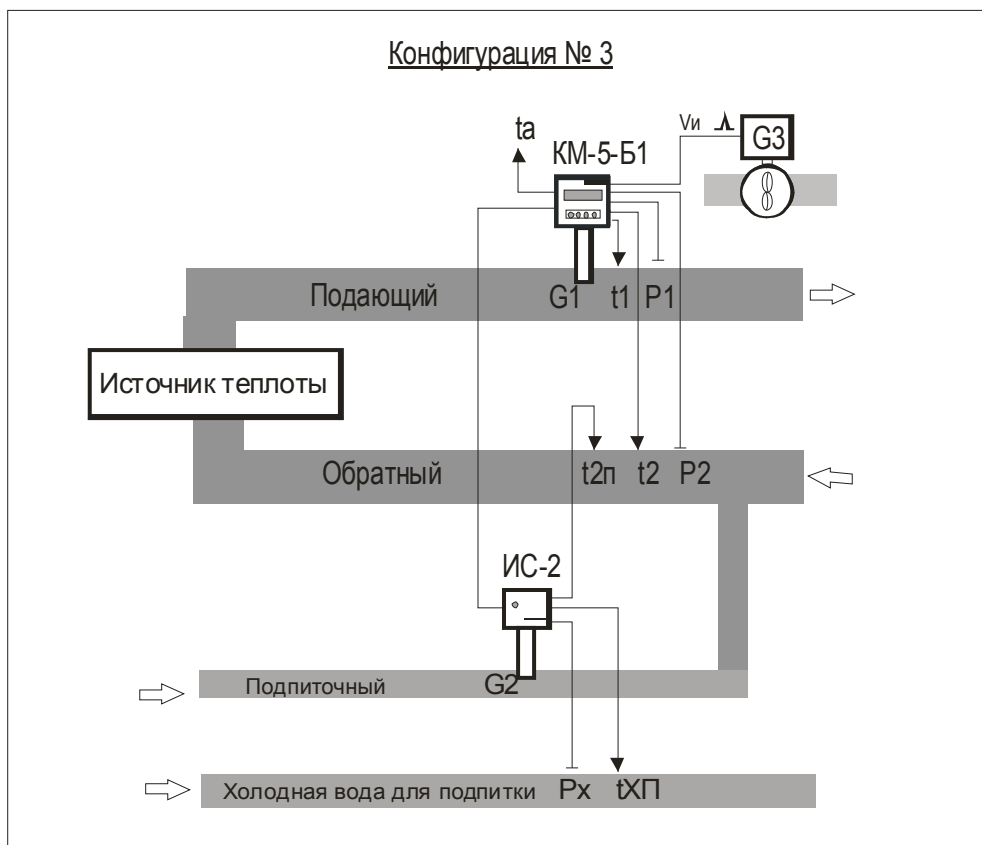 Конфигурация № 3
ta
КМ-5-Б1
Vи
G3
Подающий
G1
t1
P1
Источник теплоты
Обратный
t2п
t2
P2
ИС-2
Подпиточный
G2
Холодная вода для подпитки
Px
tХП